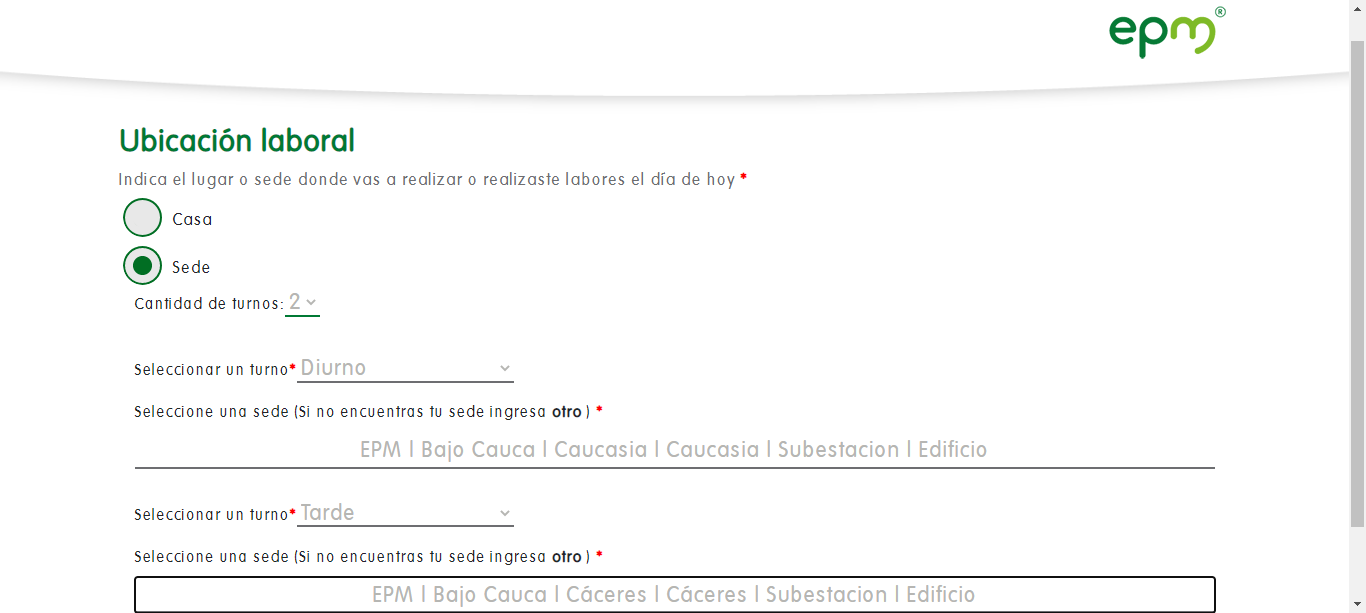 epm®
Ubicación laboral
Indica el lugar o sede donde vas a realizar o realizaste labores el día de hoy *
Casa
Sede
Cantidad de turnos: 2
Seleccionar un turno* Diurno
Seleccione una sede (Si no encuentras tu sede ingresa otro ) *
EPM | Bajo Cauca | Caucasia | Caucasia | Subestacion | Edificio
Seleccionar un turno* Tarde
Seleccione una sede (Si no encuentras tu sede ingresa otro ) *
EPM | Bajo Cauca | Cáceres | Cáceres | Subestacion | Edificio